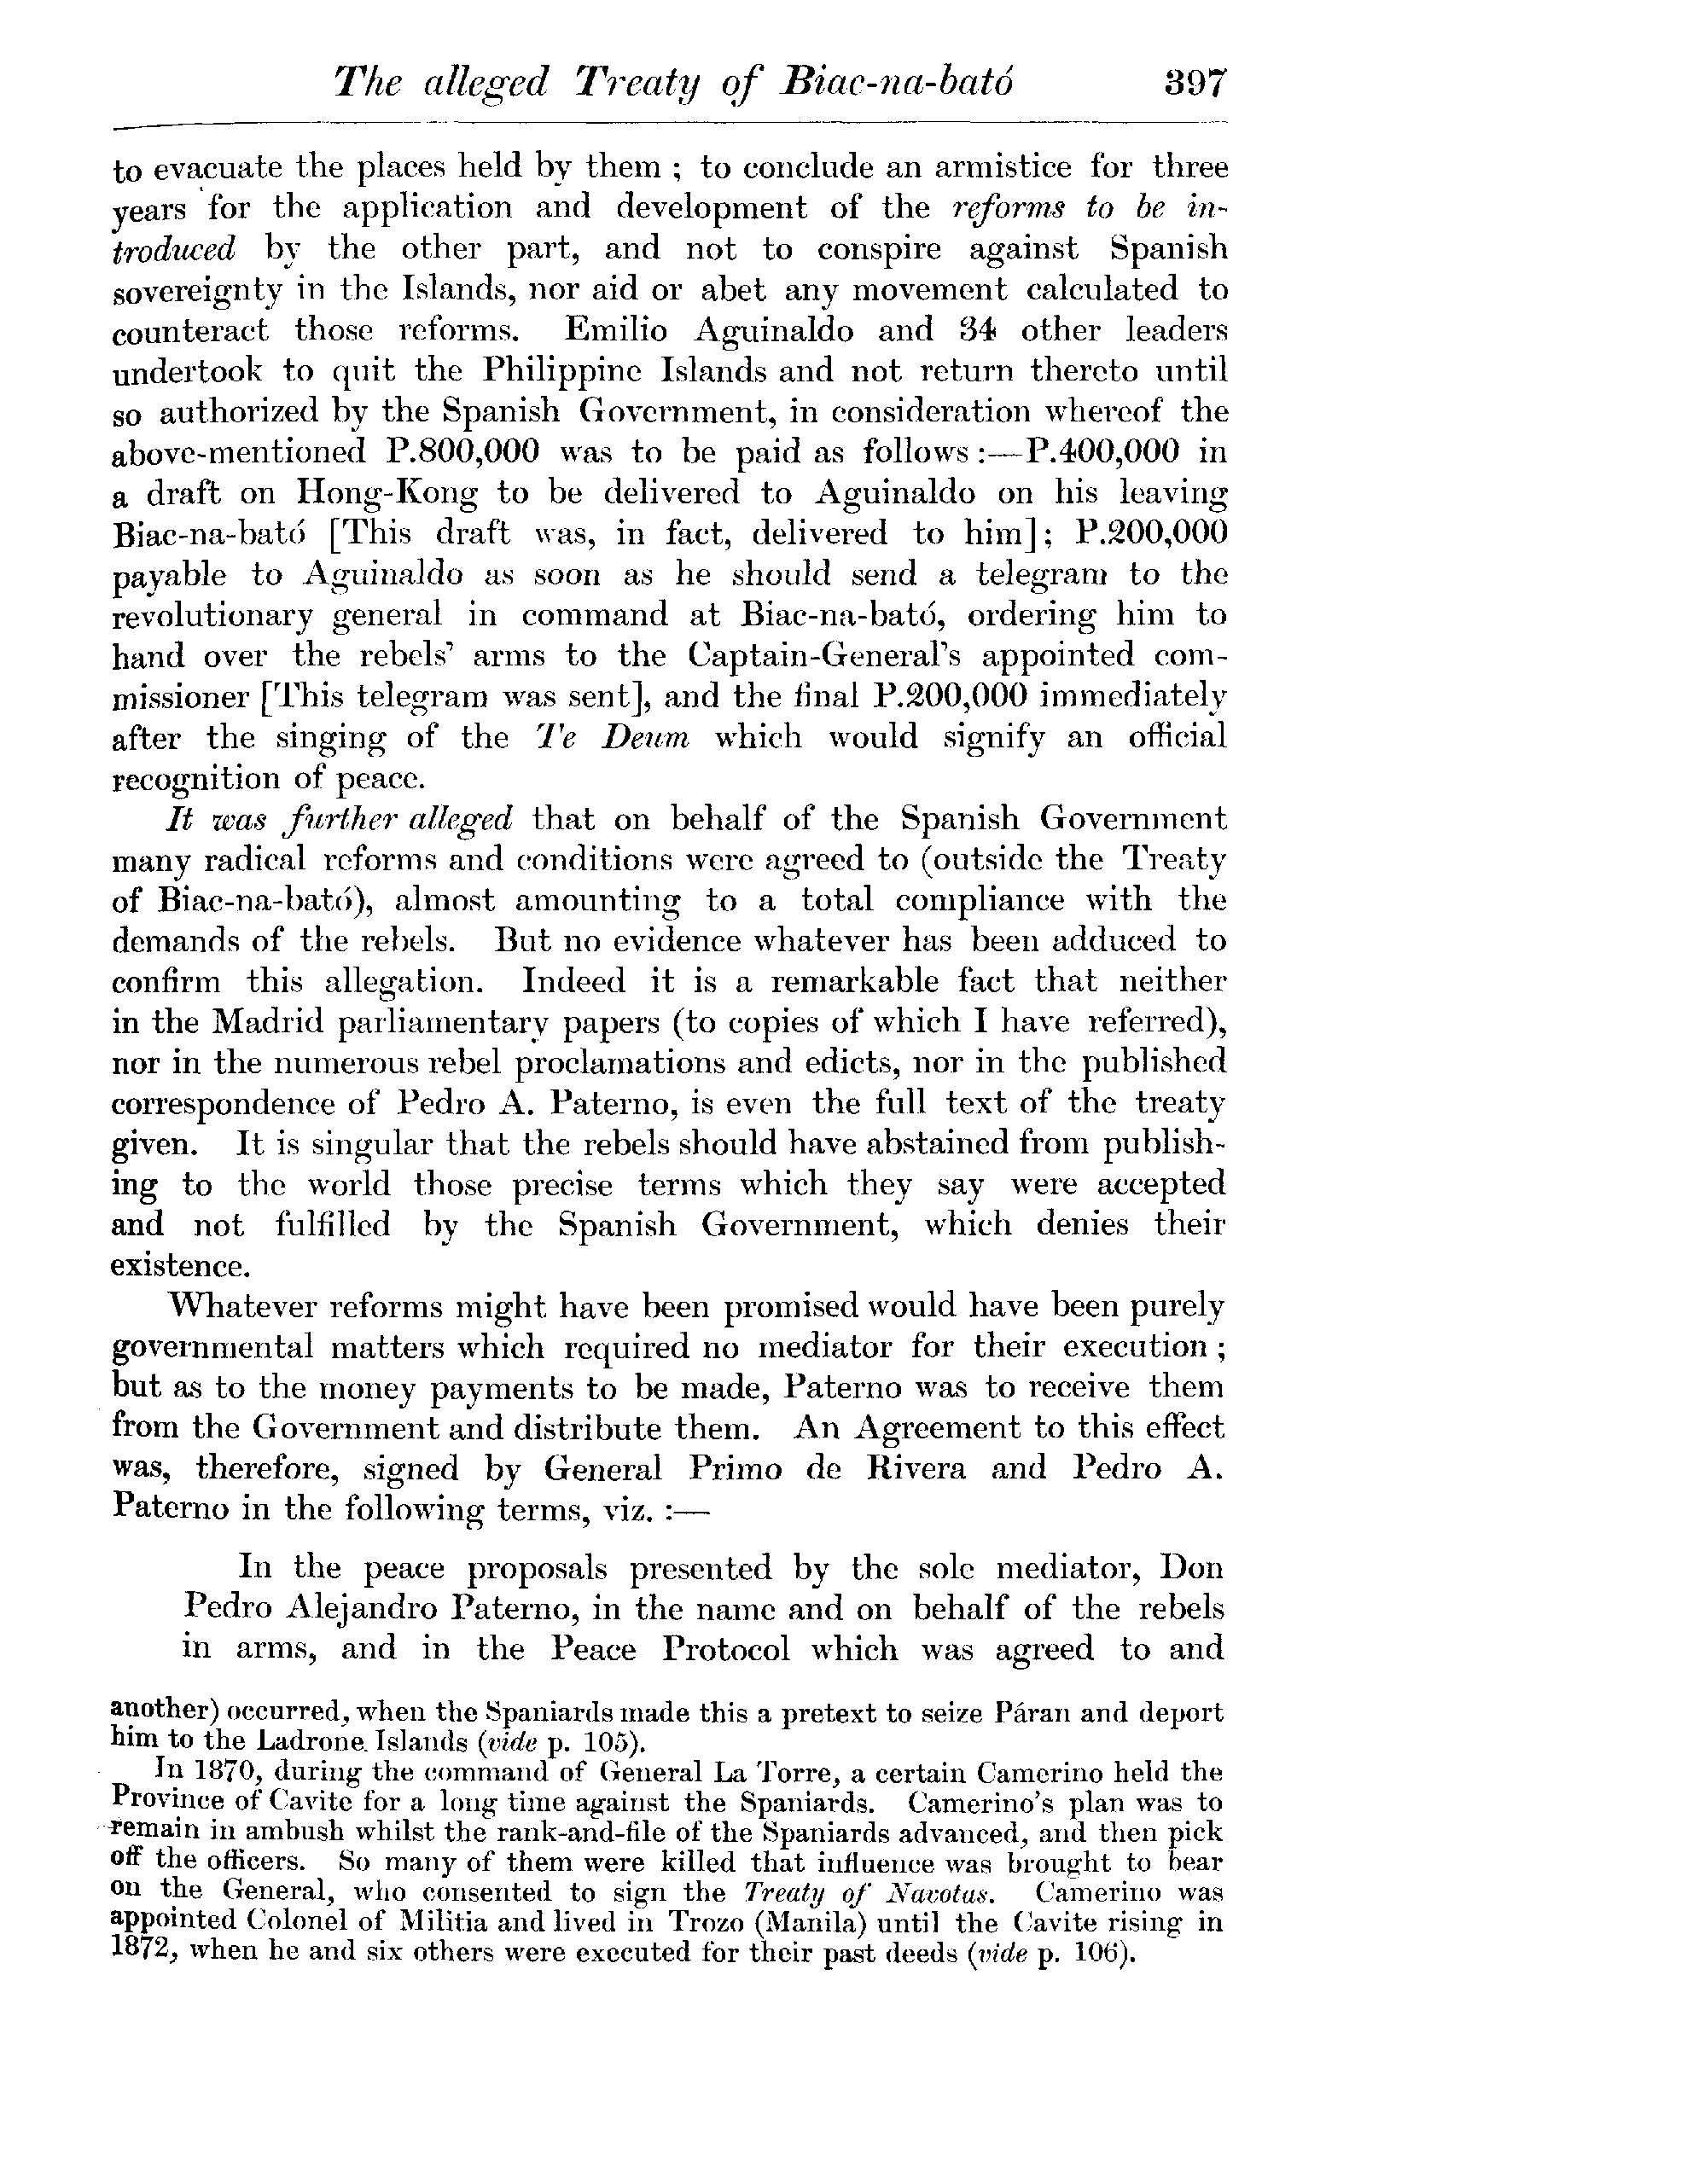 The alleged Treaty of Biac-na-bató 397
to evacuate the places held by them ; to conclude an armistice for three
years for the application and development of the reforms to be in-
troduced by the other part, and not to conspire against Spanish
sovereignty in the Islands, nor aid or abet any movement calculated to
counteract those reforms. Emilio Aguinaldo and 34 other leaders
undertook to quit the Philippine Islands and not return thereto until
so authorized by the Spanish Government, in consideration whereof the
above-mentioned P.800,000 was to be paid as follows :—P.400,000 in
a draft on Hong-Kong to be delivered to Aguinaldo on his leaving
Biac-na-bató [This draft was, in fact, delivered to him]; P.200,000
payable to Aguinaldo as soon as he should send a telegram to the
revolutionary general in command at Biac-na-bató, ordering him to
hand over the rebels' arms to the Captain-General's appointed com-
missioner [This telegram was sent], and the final P.200,000 immediately
after the singing of the Te Deum which would signify an official
recognition of peace.
It was further alleged that on behalf of the Spanish Government
many radical reforms and conditions were agreed to (outside the Treaty
of Biac-na-bató), almost amounting to a total compliance with the
demands of the rebels. But no evidence whatever has been adduced to
confirm this allegation. Indeed it is a remarkable fact that neither
in the Madrid parliamentary papers (to copies of which I have referred),
nor in the numerous rebel proclamations and edicts, nor in the published
correspondence of Pedro A. Paterno, is even the full text of the treaty
given. It is singular that the rebels should have abstained from publish-
ing to the world those precise terms which they say were accepted
and not fulfilled by the Spanish Government, which denies their
existence.
Whatever reforms might have been promised would have been purely
governmental matters which required no mediator for their execution ;
but as to the money payments to be made, Paterno was to receive them
from the Government and distribute them. An Agreement to this effect
was, therefore, signed by General Primo de Rivera and Pedro A.
Paterno in the following terms, viz. :—
In the peace proposals presented by the sole mediator, Don
Pedro Alejandro Paterno, in the name and on behalf of the rebels
in arms, and in the Peace Protocol which was agreed to and
another) occurred, when the Spaniards made this a pretext to seize Páran and deport
him to the Ladrone Islands (vide p. 105).
In 1870, during the command of General La Torre, a certain Camerino held the
Province of Cavite for a long time against the Spaniards. Camerino's plan was to
remain in ambush whilst the rank-and-file of the Spaniards advanced, and then pick
off the officers. So many of them were killed that influence was brought to bear
on the General, who consented to sign the Treaty of Navotas. Camerino was
appointed Colonel of Militia and lived in Trozo (Manila) until the Cavite rising in
1872, when he and six others were executed for their past deeds (vide p. 106).